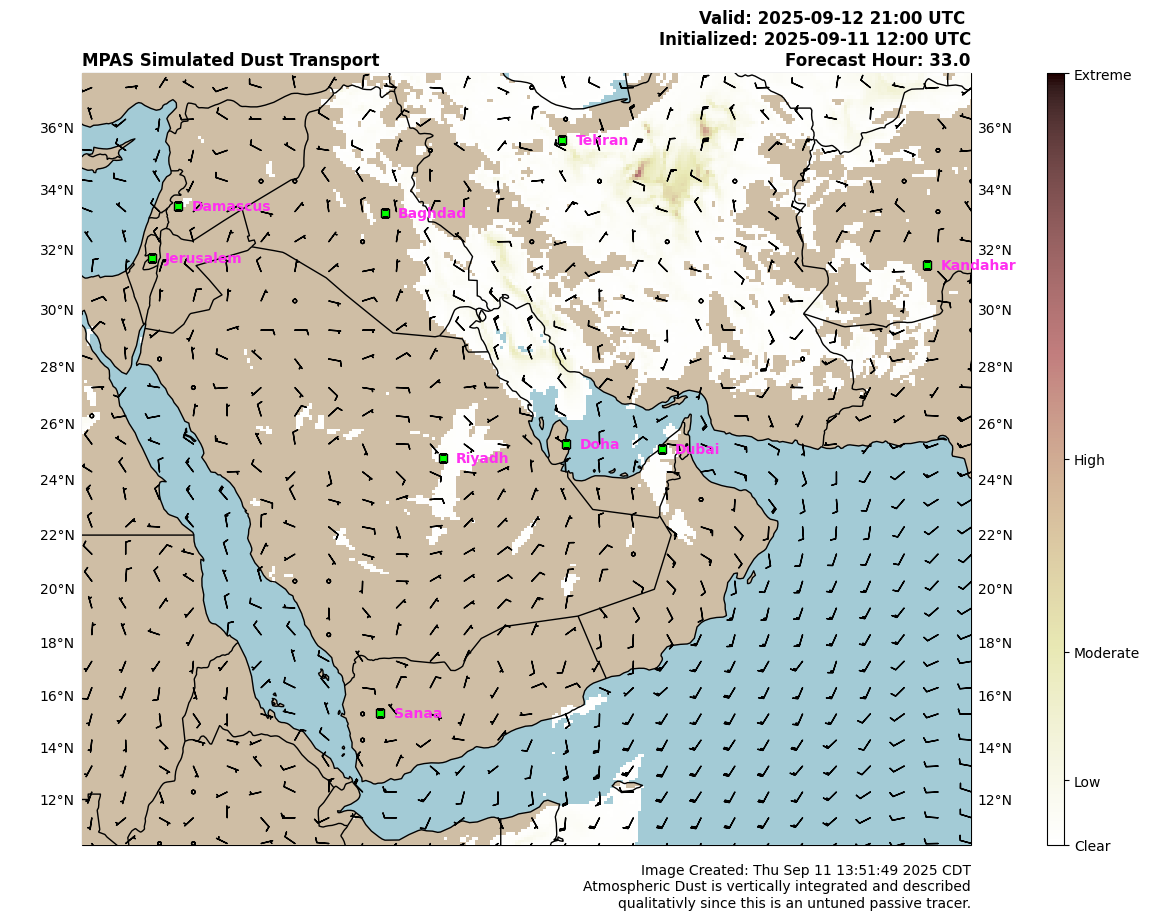 Valid: 2025-09-12 21:00 UTC
Initialized: 2025-09-11 12:00 UTC
MPAS Simulated Dust Transport
Forecast Hour: 33.0
Extreme
36°N
Tehran
36°N
34°N
Damascus
Baghdad
34°N
32°N
Jerusalem
32°N
Kandahar
30°N
30°N
28°N
28°N
26°N
Doha
Dubai
26°N
Riyadh
High
24°N
24°N
22°N
22°N
20°N
20°N
18°N
18°N
Moderate
16°N
16°N
Sanaa
14°N
14°N
Low
12°N
12°N
Clear
Image Created: Thu Sep 11 13:51:49 2025 CDT
Atmospheric Dust is vertically integrated and described
qualitativly since this is an untuned passive tracer.